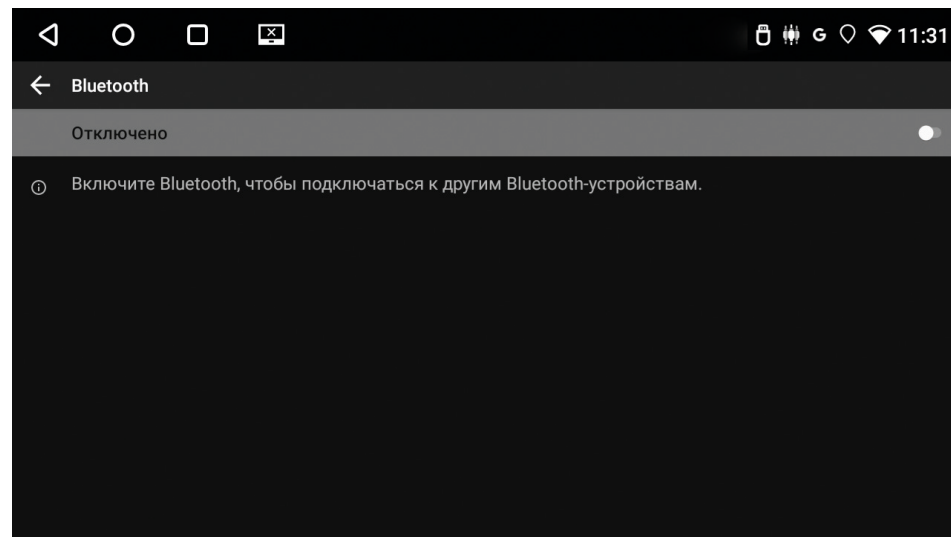 G 11:31
Bluetooth
Отключено
Включите Bluetooth, чтобы подключаться к другим Bluetooth-устройствам.